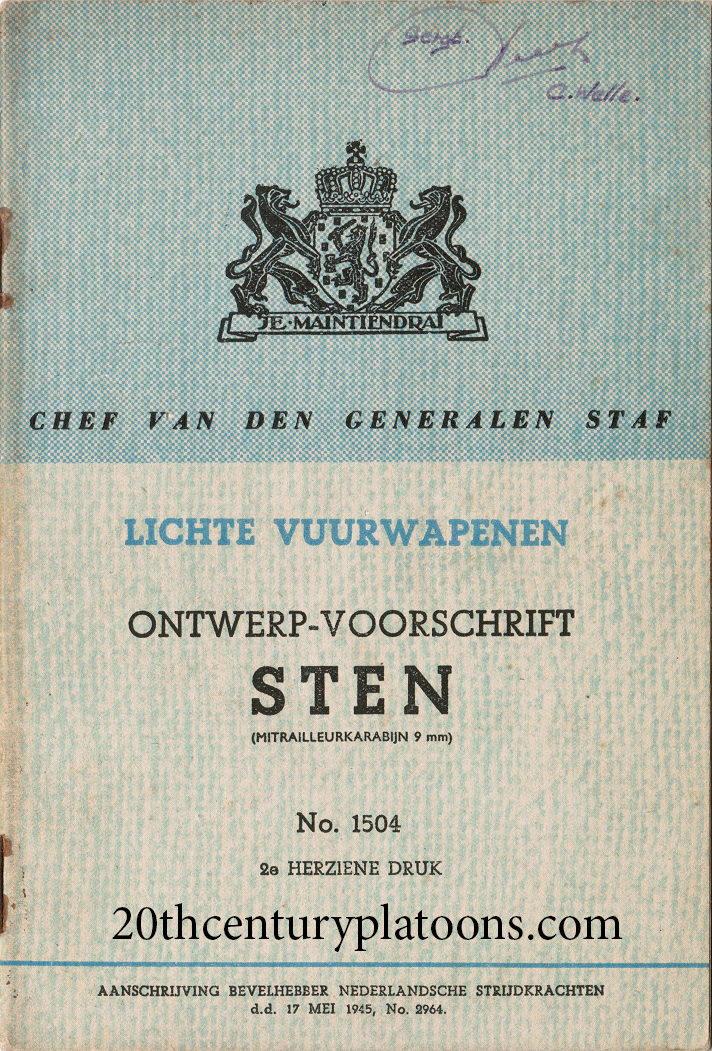 Sergt.
JE·MAINTIENDRAI
CHEF VAN DEN GENERALEN STAF
LICHTE VUURWAPENEN
ONTWERP-VOORSCHRIFT
STEN
(MITRAILLEURKARABIJN 9 mm)
No. 1504
2e HERZIENE DRUK
20thcenturyplatoons.com
AANSCHRIJVING BEVELHEBBER NEDERLANDSCHE STRIJDKRACHTEN
d.d. 17 MEI 1945, No. 2964.